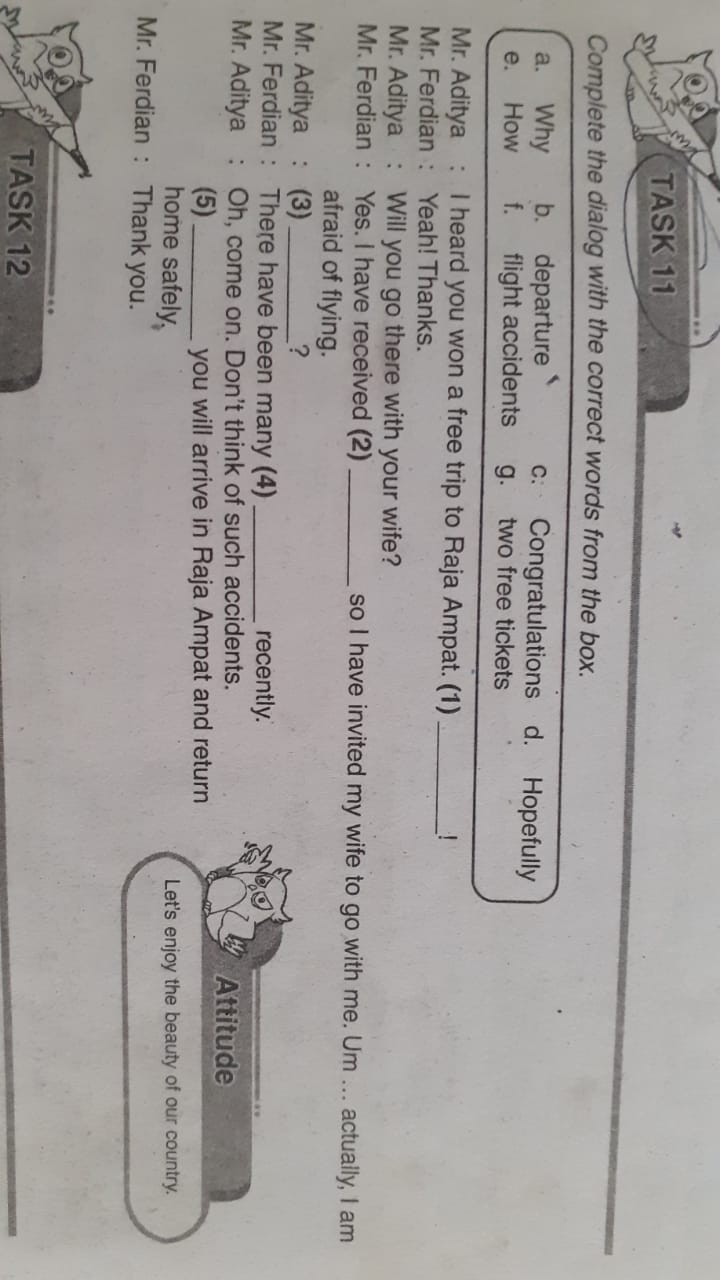 TASK 11
Complete the dialog with the correct words from the box.
a. Why b. departure c. Congratulations d. Hopefully
e. How f. flight accidents g. two free tickets
Mr. Aditya : I heard you won a free trip to Raja Ampat. (1) ________!
Mr. Ferdian : Yeah! Thanks.
Mr. Aditya : Will you go there with your wife?
Mr. Ferdian : Yes. I have received (2) ________ so I have invited my wife to go with me. Um ... actually, I am
afraid of flying.
Mr. Aditya : (3) ________?
Mr. Ferdian : There have been many (4) ________ recently.
Mr. Aditya : Oh, come on. Don't think of such accidents.
(5) ________ you will arrive in Raja Ampat and return
home safely.
Mr. Ferdian : Thank you.
Attitude
Let's enjoy the beauty of our country.
TASK 12